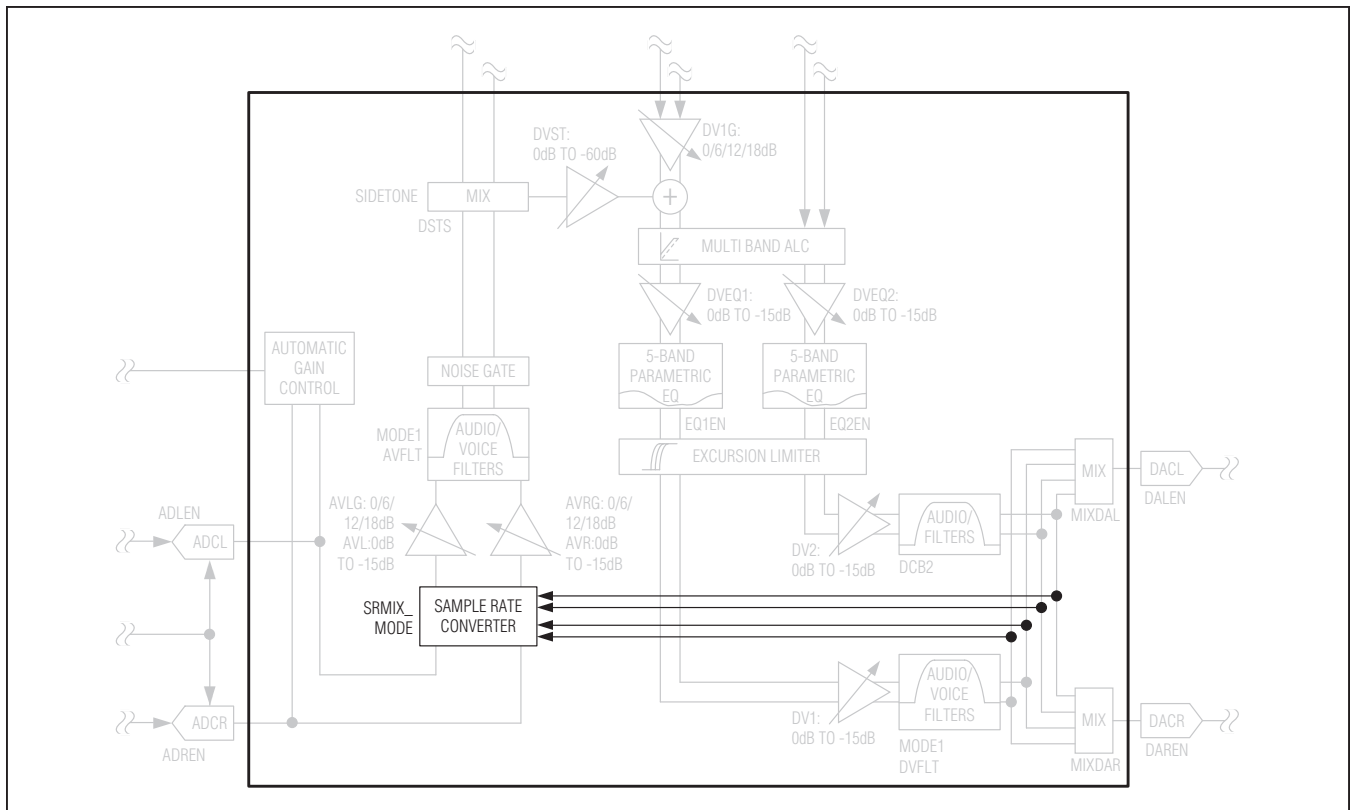 DVST:
0dB TO -60dB
DV1G:
0/6/12/18dB
SIDETONE
MIX
DSTS
+
MULTI BAND ALC
DVEQ1:
0dB TO -15dB
DVEQ2:
0dB TO -15dB
AUTOMATIC
GAIN
CONTROL
NOISE GATE
5-BAND
PARAMETRIC
EQ
5-BAND
PARAMETRIC
EQ
EQ1EN
EQ2EN
MODE1
AVFLT
AUDIO/
VOICE
FILTERS
EXCURSION LIMITER
MIX
DACL
DALEN
MIXDAL
AVLG: 0/6/
12/18dB
AVL:0dB
TO -15dB
AVRG: 0/6/
12/18dB
AVR:0dB
TO -15dB
ADLEN
ADCL
DV2:
0dB TO -15dB
AUDIO/
FILTERS
DCB2
SRMIX_
MODE
SAMPLE RATE
CONVERTER
ADCR
ADREN
DV1:
0dB TO -15dB
AUDIO/
VOICE
FILTERS
MODE1
DVFLT
MIX
DACR
DAREN
MIXDAR